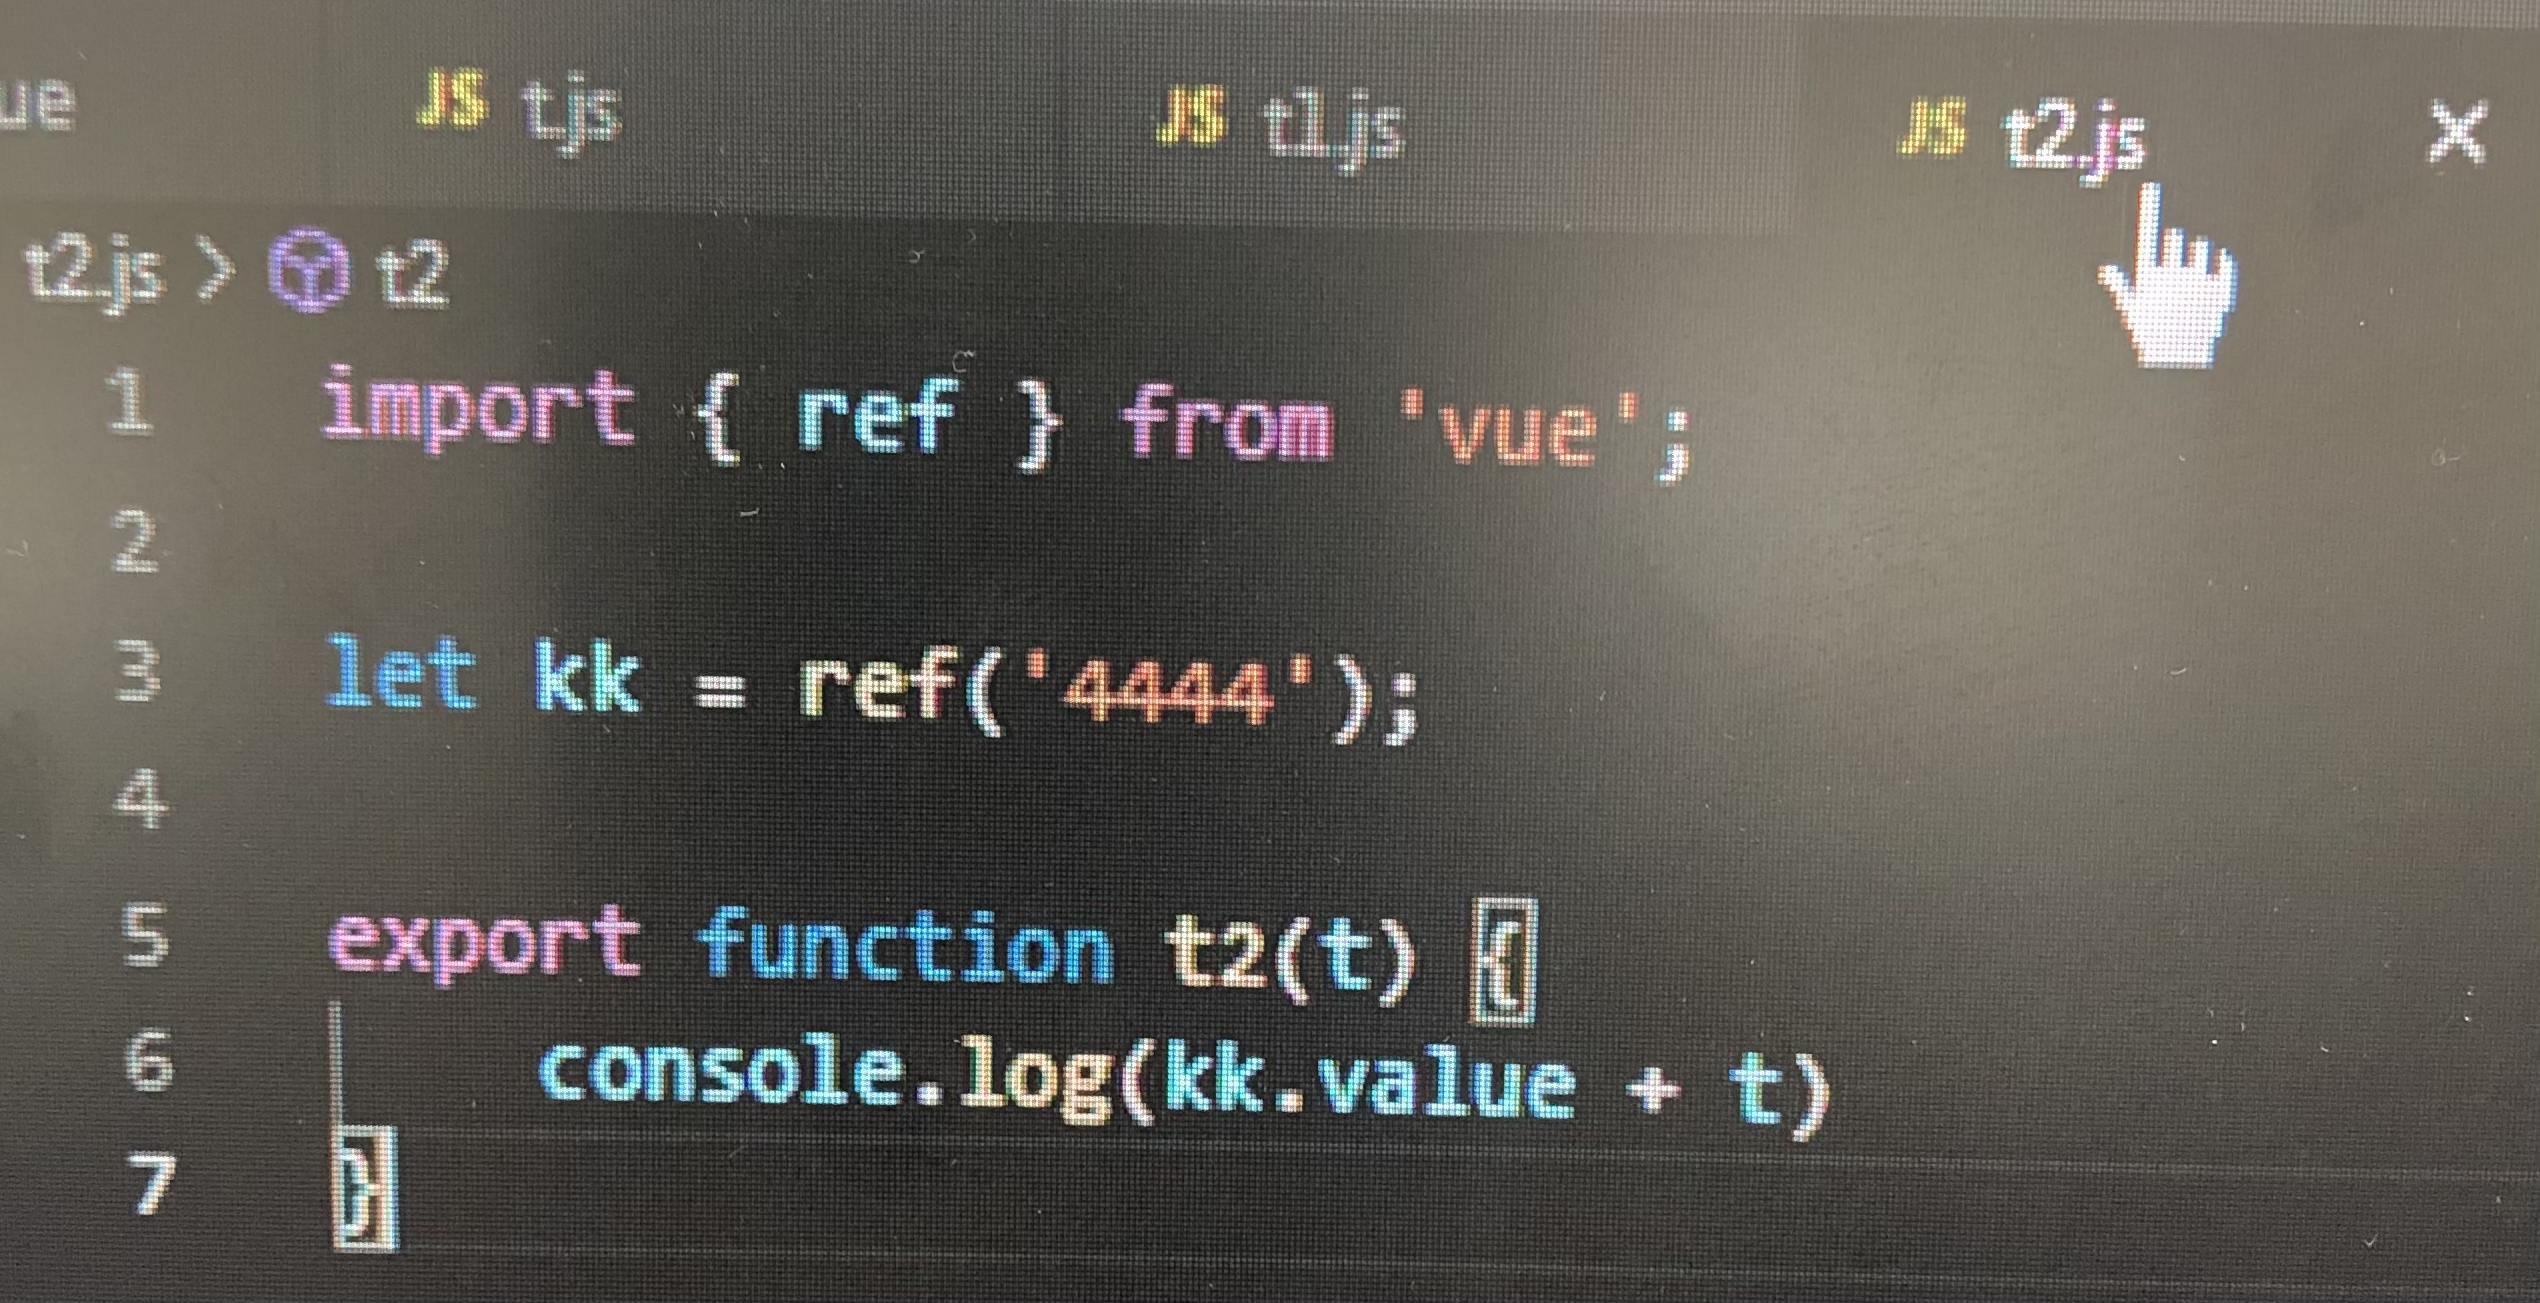 ue JS t.js JS t1.js JS t2.js
t2.js > t2
1 import { ref } from 'vue';
2
3 let kk = ref('4444');
4
5 export function t2(t) {
6     console.log(kk.value + t)
7 }